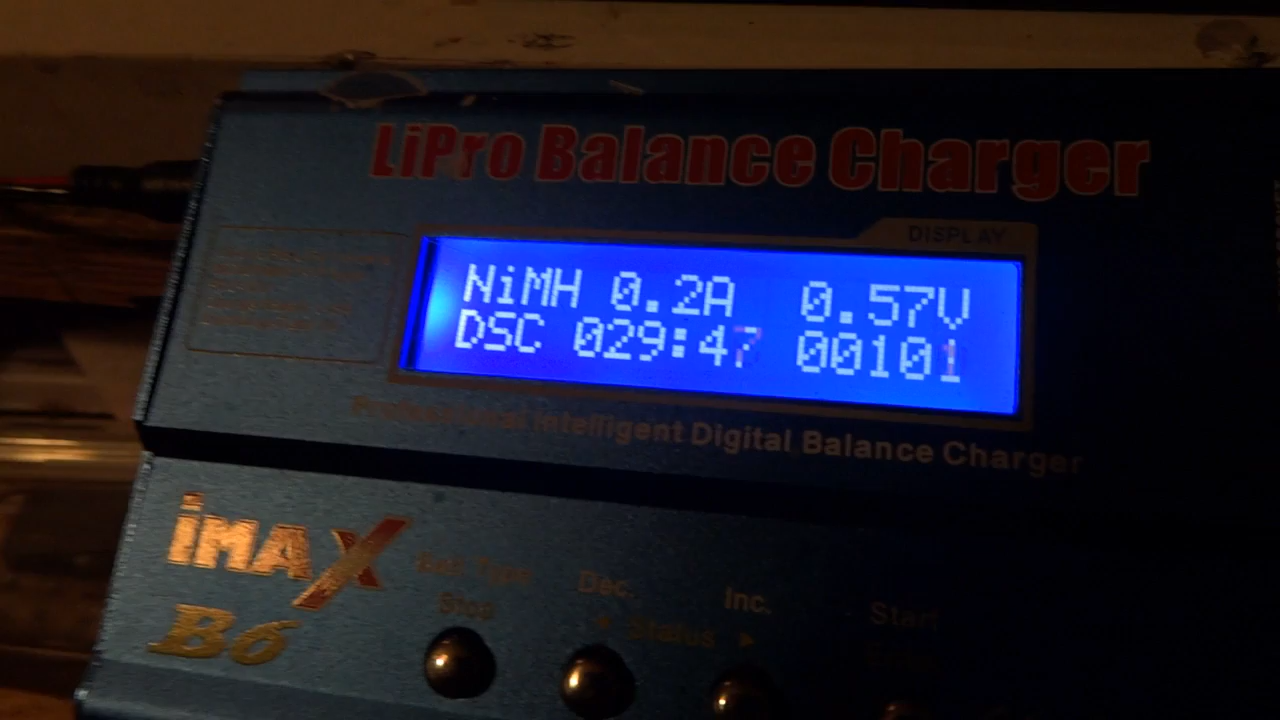 LiPro Balance Charger
DISPLAY
NiMH 0.2A 0.57V
DSC 029:47 00101
Professional Intelligent Digital Balance Charger
iMAX
B6
Batt Type
Stop
Dec.
Inc.
◄ Status ►
Start